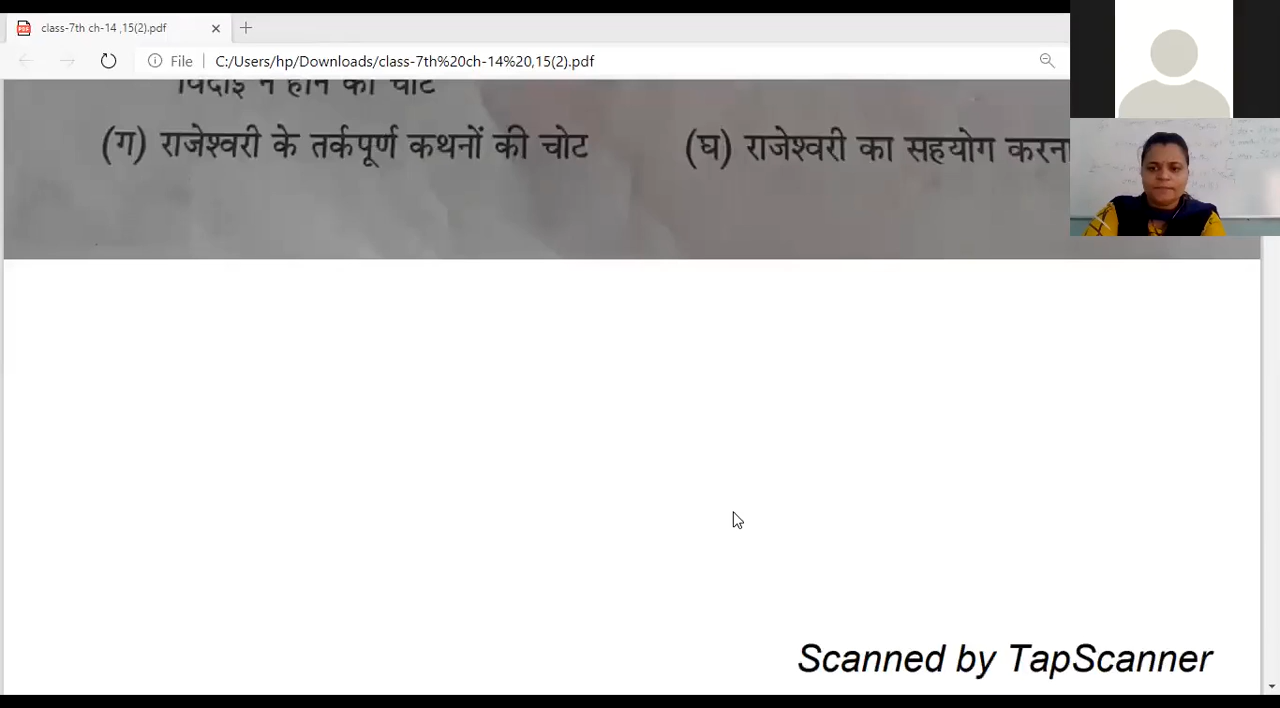 class-7th ch-14 ,15(2).pdf
File C:/Users/hp/Downloads/class-7th%20ch-14%20,15(2).pdf
विदाई न होने की चोट
(ग) राजेश्वरी के तर्कपूर्ण कथनों की चोट (घ) राजेश्वरी का सहयोग करना
Scanned by TapScanner